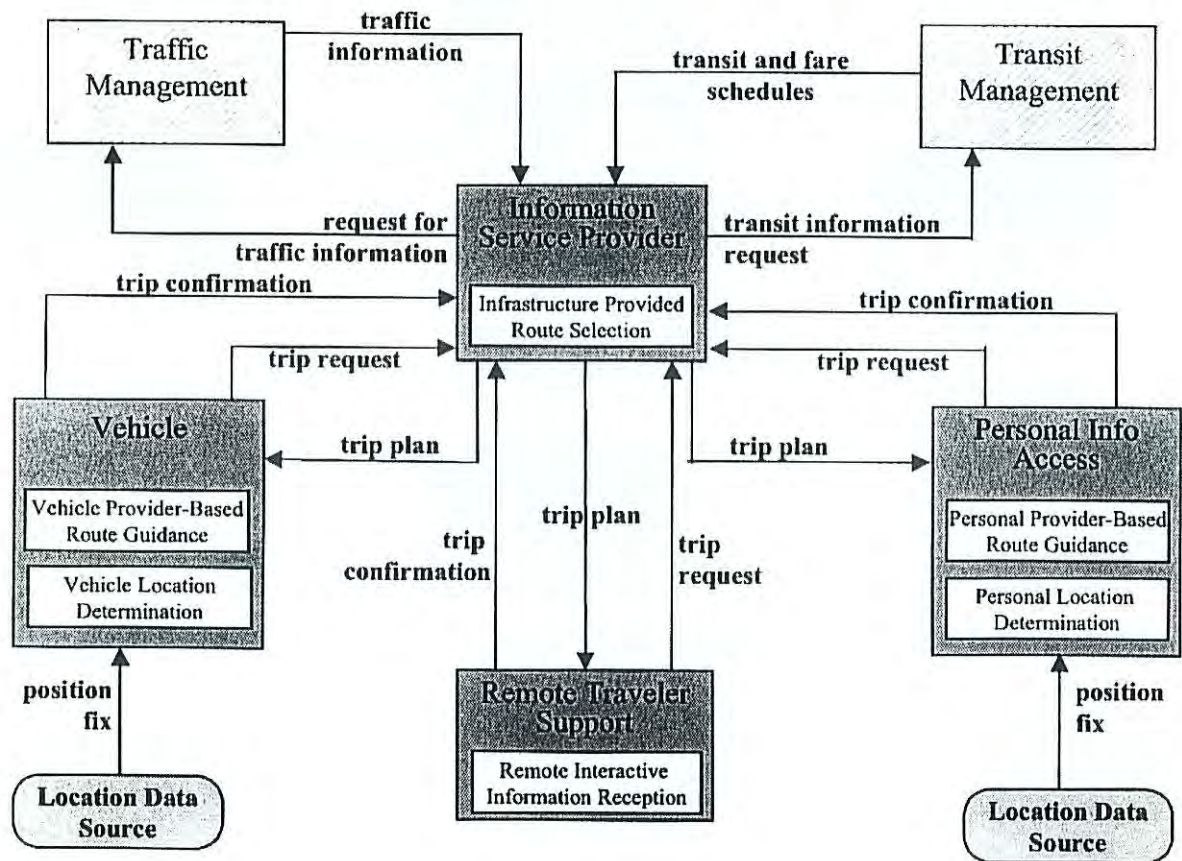 Traffic
Management
traffic
information
transit and fare
schedules
Transit
Management
request for
traffic information
Information
Service Provider
transit information
request
Infrastructure Provided
Route Selection
trip confirmation
trip request
trip confirmation
trip request
Vehicle
Vehicle Provider-Based
Route Guidance
Vehicle Location
Determination
trip plan
trip plan
trip plan
Personal Info
Access
Personal Provider-Based
Route Guidance
Personal Location
Determination
trip
confirmation
trip
request
position
fix
Remote Traveler
Support
Remote Interactive
Information Reception
position
fix
Location Data
Source
Location Data
Source